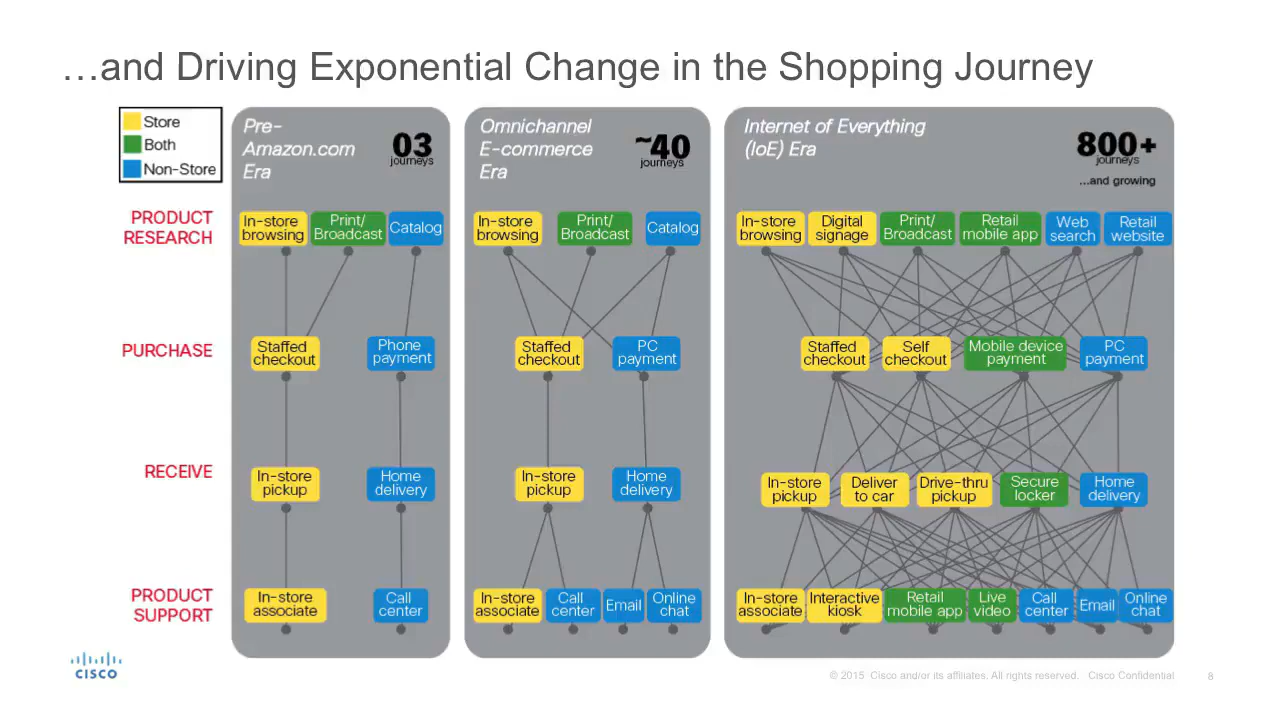 …and Driving Exponential Change in the Shopping Journey
Store
Both
Non-Store
Pre-
Amazon.com
Era
03
journeys
Omnichannel
E-commerce
Era
~40
journeys
Internet of Everything
(IoE) Era
800+
journeys
...and growing
PRODUCT
RESEARCH
In-store
browsing
Print/
Broadcast
Catalog
In-store
browsing
Print/
Broadcast
Catalog
In-store
browsing
Digital
signage
Print/
Broadcast
Retail
mobile app
Web
search
Retail
website
PURCHASE
Staffed
checkout
Phone
payment
Staffed
checkout
PC
payment
Staffed
checkout
Self
checkout
Mobile device
payment
PC
payment
RECEIVE
In-store
pickup
Home
delivery
In-store
pickup
Home
delivery
In-store
pickup
Deliver
to car
Drive-thru
pickup
Secure
locker
Home
delivery
PRODUCT
SUPPORT
In-store
associate
Call
center
In-store
associate
Call
center
Email
Online
chat
In-store
associate
Interactive
kiosk
Retail
mobile app
Live
video
Call
center
Email
Online
chat
CISCO
© 2015 Cisco and/or its affiliates. All rights reserved. Cisco Confidential
8